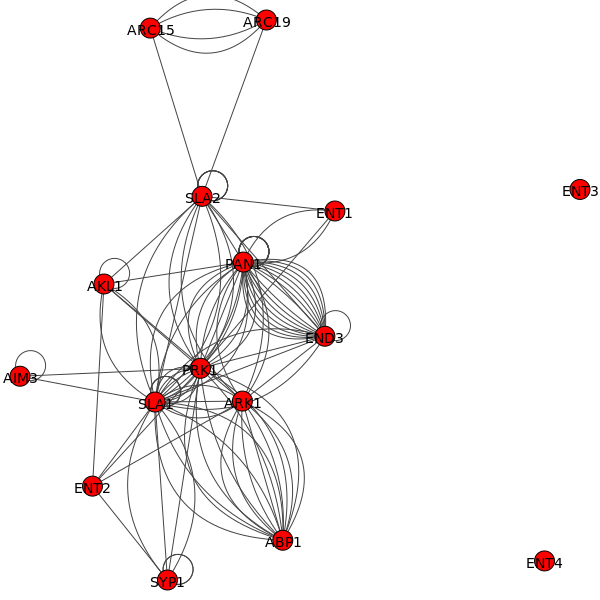 ARC15
ARC19
ENT3
SLA2
ENT1
PAN1
AKL1
END3
PRK1
AIM3
SLA1
ARK1
ENT2
ABP1
ENT4
SYP1